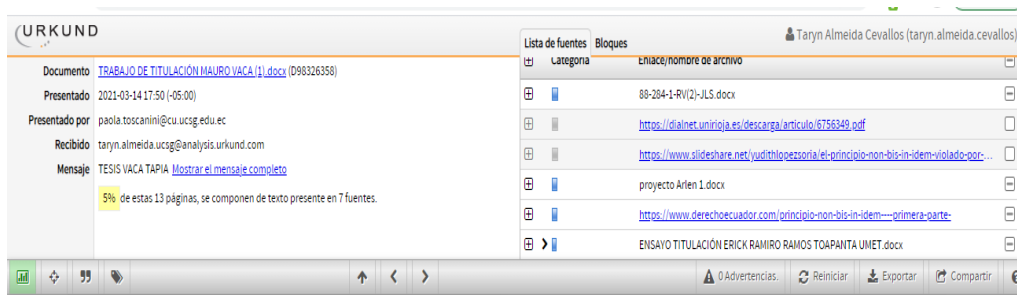 URKUND
Documento TRABAJO DE TITULACIÓN MAURO VACA (1).docx (D98326358)
Presentado 2021-03-14 17:50 (-05:00)
Presentado por paola.toscanini@cu.ucsg.edu.ec
Recibido taryn.almeida.ucsg@analysis.urkund.com
Mensaje TESIS VACA TAPIA Mostrar el mensaje completo
5% de estas 13 páginas, se componen de texto presente en 7 fuentes.
Lista de fuentes Bloques
Taryn Almeida Cevallos (taryn.almeida.cevallos)
Categoría Enlace/nombre de archivo
88-284-1-RV(2)-JLS.docx
https://dialnet.unirioja.es/descarga/articulo/6756349.pdf
https://www.slideshare.net/yudithlopezsoria/el-principio-non-bis-in-idem-violado-por-...
proyecto Arlen 1.docx
https://www.derechoecuador.com/principio-non-bis-in-idem----primera-parte-
ENSAYO TITULACIÓN ERICK RAMIRO RAMOS TOAPANTA UMET.docx
0 Advertencias. Reiniciar Exportar Compartir